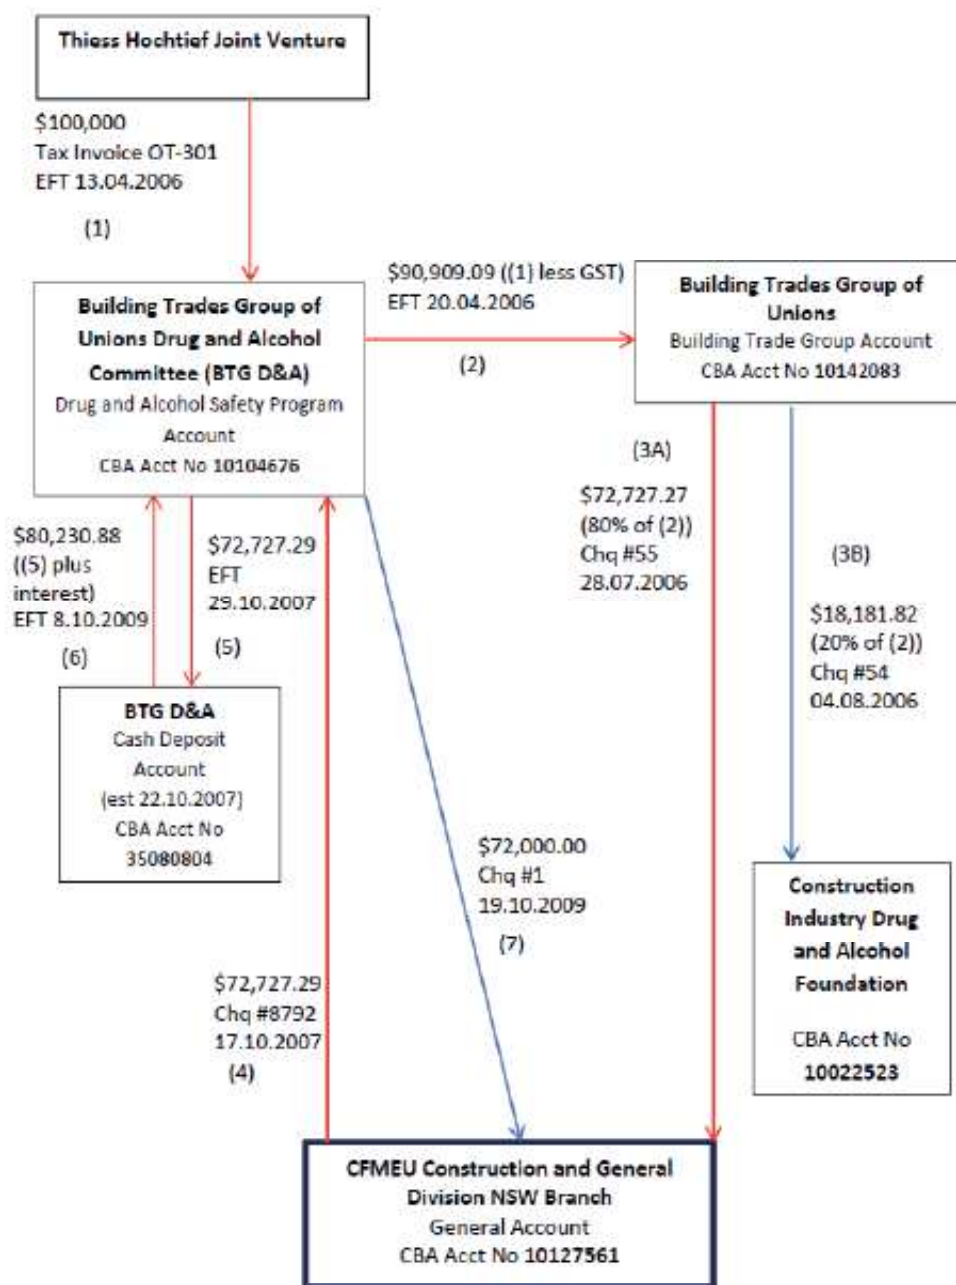 Thiess Hochtief Joint Venture
$100,000
Tax Invoice OT-301
EFT 13.04.2006
(1)
Building Trades Group of
Unions Drug and Alcohol
Committee (BTG D&A)
Drug and Alcohol Safety Program
Account
CBA Acct No 10104676
$90,909.09 ((1) less GST)
EFT 20.04.2006
(2)
Building Trades Group of
Unions
Building Trade Group Account
CBA Acct No 10142083
(3A)
$72,727.27
(80% of (2))
Chq #55
28.07.2006
(3B)
$18,181.82
(20% of (2))
Chq #54
04.08.2006
$80,230.88
((5) plus
interest)
EFT 8.10.2009
(6)
$72,727.29
EFT
29.10.2007
(5)
BTG D&A
Cash Deposit
Account
(est 22.10.2007)
CBA Acct No
35080804
$72,000.00
Chq #1
19.10.2009
(7)
Construction
Industry Drug
and Alcohol
Foundation
CBA Acct No
10022523
$72,727.29
Chq #8792
17.10.2007
(4)
CFMEU Construction and General
Division NSW Branch
General Account
CBA Acct No 10127561